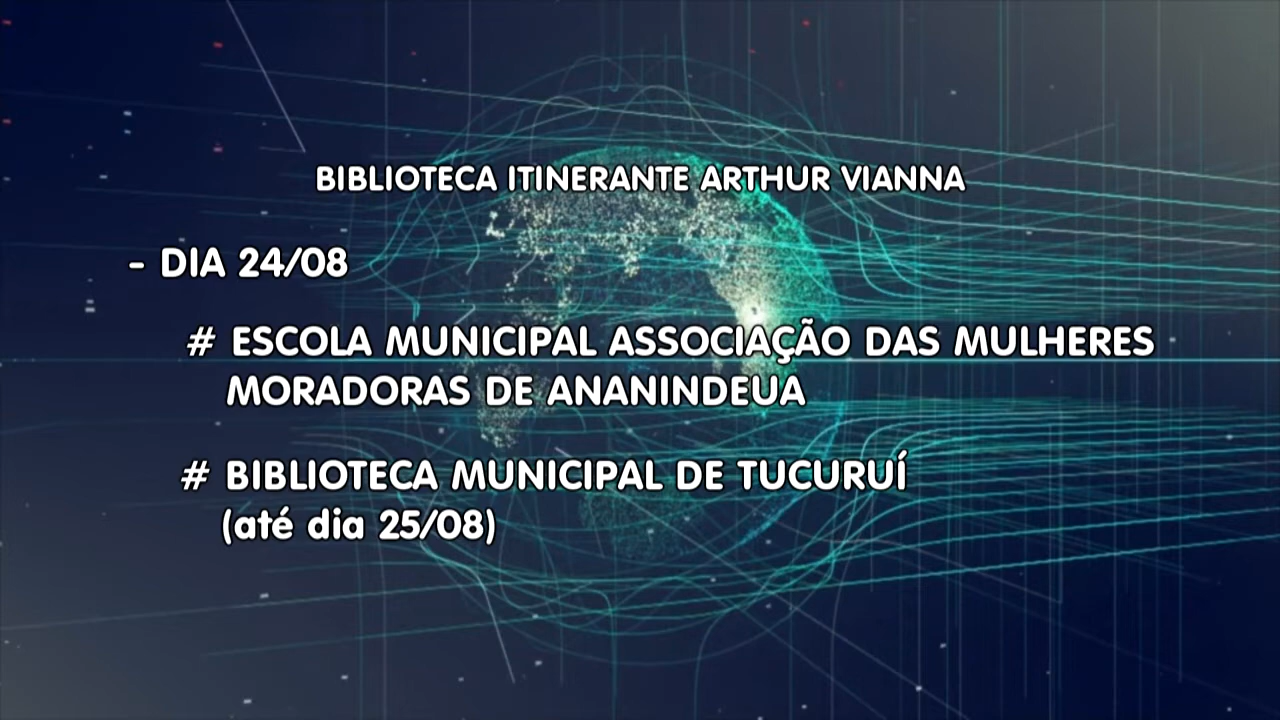 BIBLIOTECA ITINERANTE ARTHUR VIANNA
- DIA 24/08
# ESCOLA MUNICIPAL ASSOCIAÇÃO DAS MULHERES
MORADORAS DE ANANINDEUA
# BIBLIOTECA MUNICIPAL DE TUCURUÍ
(até dia 25/08)